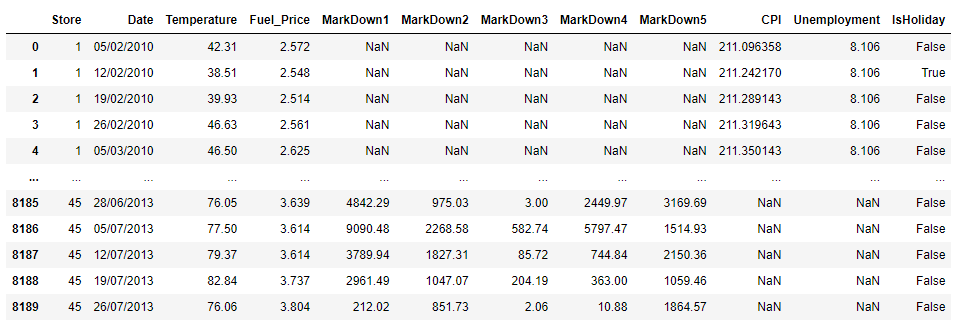 Store Date Temperature Fuel_Price MarkDown1 MarkDown2 MarkDown3 MarkDown4 MarkDown5 CPI Unemployment IsHoliday
0 1 05/02/2010 42.31 2.572 NaN NaN NaN NaN NaN 211.096358 8.106 False
1 1 12/02/2010 38.51 2.548 NaN NaN NaN NaN NaN 211.242170 8.106 True
2 1 19/02/2010 39.93 2.514 NaN NaN NaN NaN NaN 211.289143 8.106 False
3 1 26/02/2010 46.63 2.561 NaN NaN NaN NaN NaN 211.319643 8.106 False
4 1 05/03/2010 46.50 2.625 NaN NaN NaN NaN NaN 211.350143 8.106 False
... ... ... ... ... ... ... ... ... ... ... ... ...
8185 45 28/06/2013 76.05 3.639 4842.29 975.03 3.00 2449.97 3169.69 NaN NaN False
8186 45 05/07/2013 77.50 3.614 9090.48 2268.58 582.74 5797.47 1514.93 NaN NaN False
8187 45 12/07/2013 79.37 3.614 3789.94 1827.31 85.72 744.84 2150.36 NaN NaN False
8188 45 19/07/2013 82.84 3.737 2961.49 1047.07 204.19 363.00 1059.46 NaN NaN False
8189 45 26/07/2013 76.06 3.804 212.02 851.73 2.06 10.88 1864.57 NaN NaN False